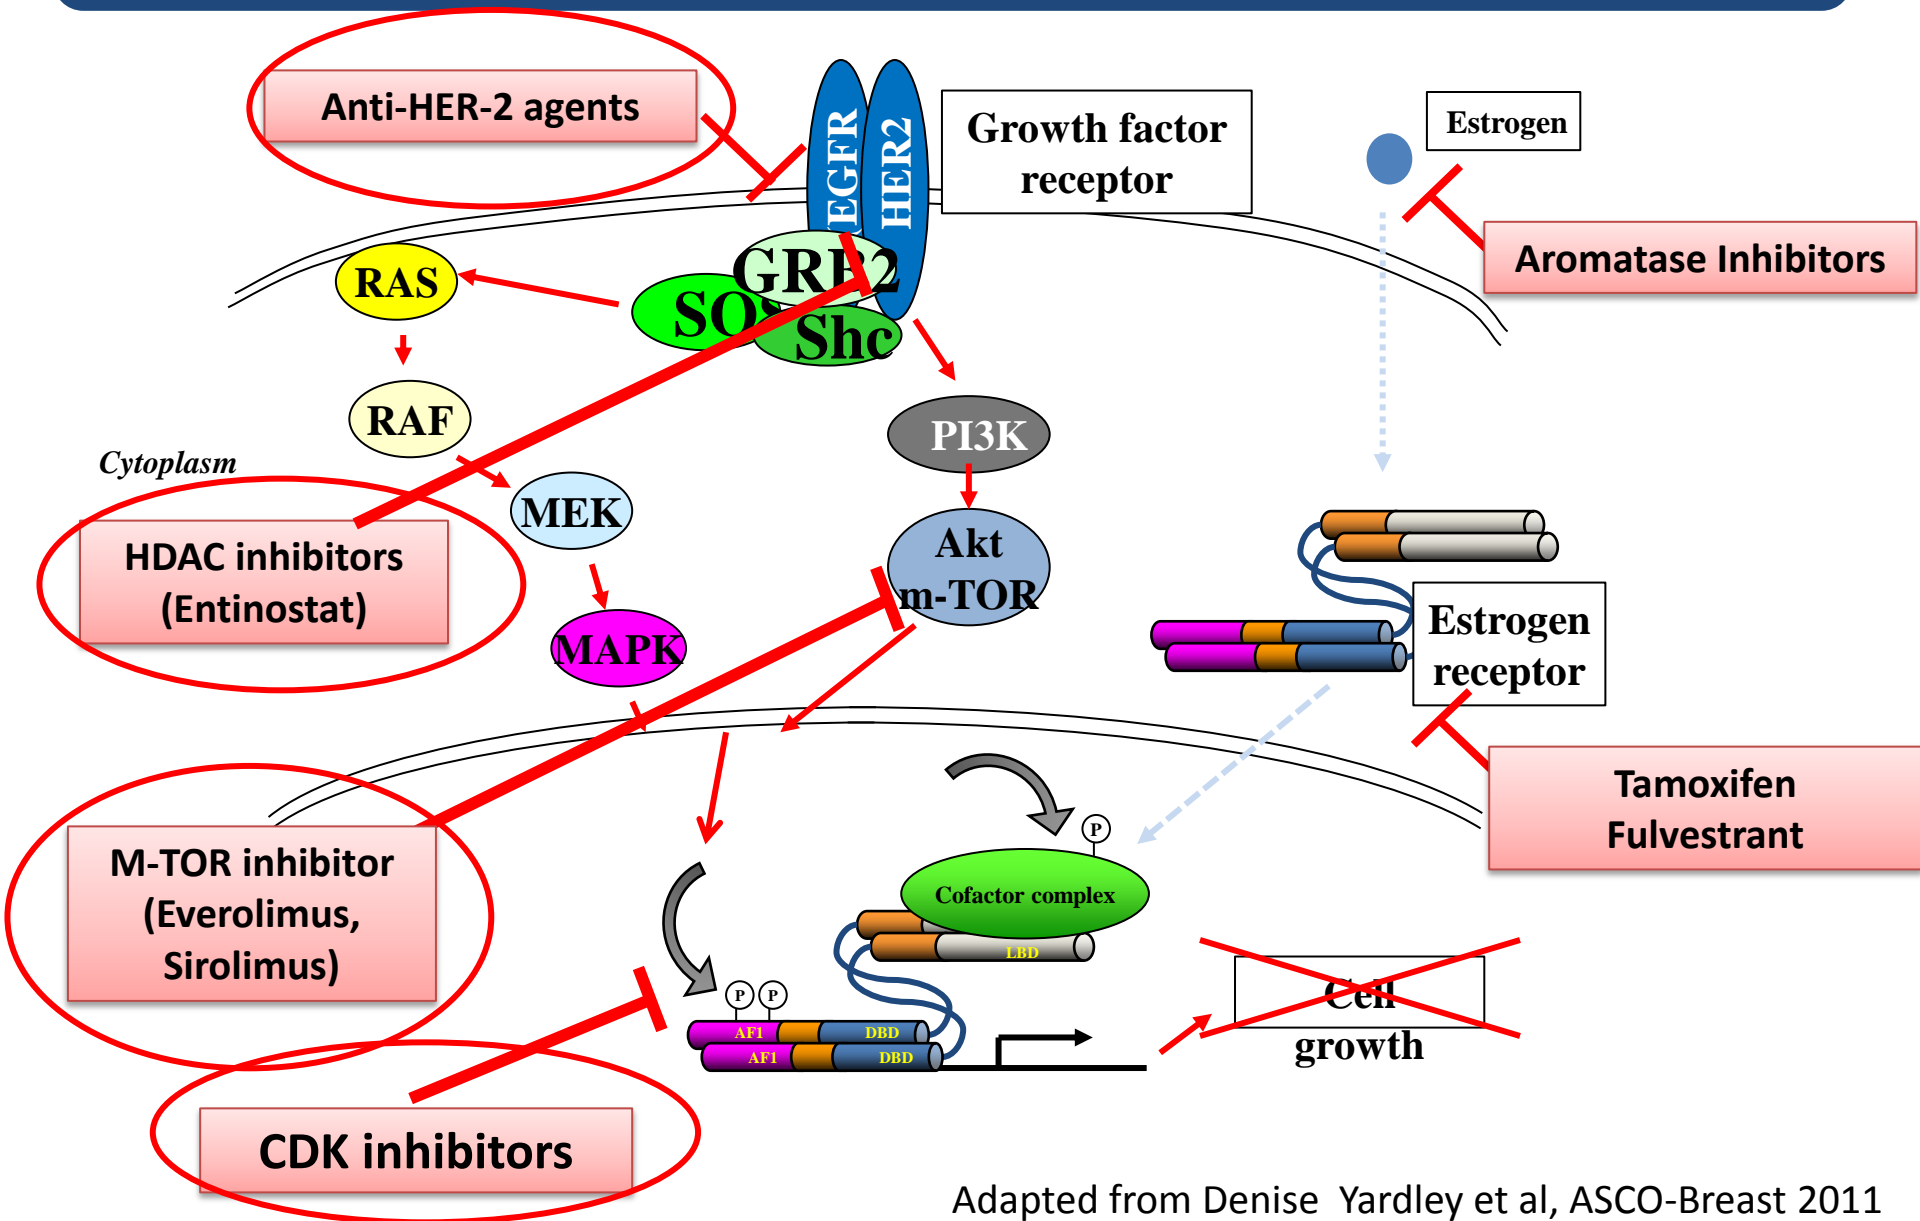 Anti-HER-2 agents
EGFR
HER2
Growth factor
receptor
Estrogen
Aromatase Inhibitors
RAS
GRB2
SOS
Shc
RAF
PI3K
Cytoplasm
MEK
HDAC inhibitors
(Entinostat)
Akt
m-TOR
MAPK
Estrogen
receptor
Tamoxifen
Fulvestrant
M-TOR inhibitor
(Everolimus,
Sirolimus)
P
Cofactor complex
LBD
P P
AF1 DBD
AF1 DBD
Cell
growth
CDK inhibitors
Adapted from Denise Yardley et al, ASCO-Breast 2011